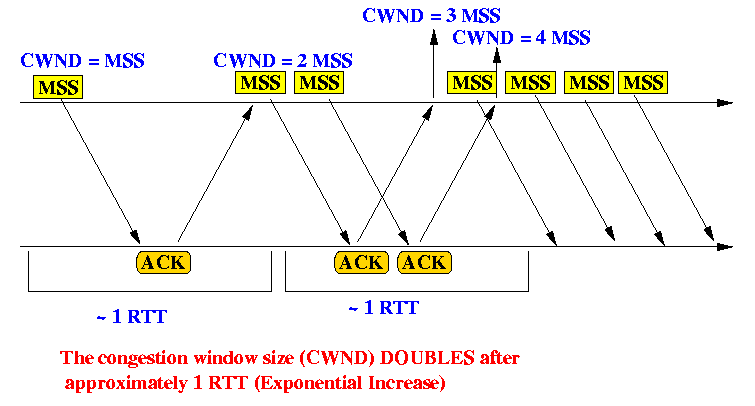 CWND = 3 MSS
CWND = 4 MSS
CWND = MSS
CWND = 2 MSS
MSS
MSS MSS
MSS MSS MSS MSS
ACK
ACK ACK
~ 1 RTT
~ 1 RTT
The congestion window size (CWND) DOUBLES after
approximately 1 RTT (Exponential Increase)